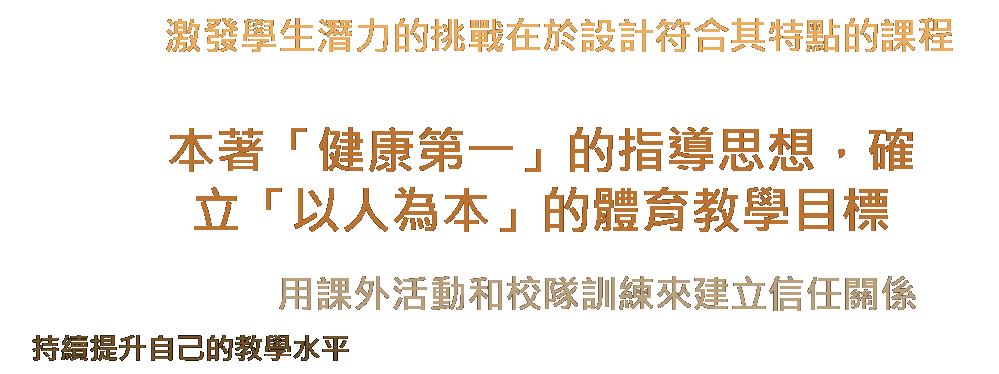 激發學生潛力的挑戰在於設計符合其特點的課程
本著「健康第一」的指導思想，確
立「以人為本」的體育教學目標
用課外活動和校隊訓練來建立信任關係
持續提升自己的教學水平